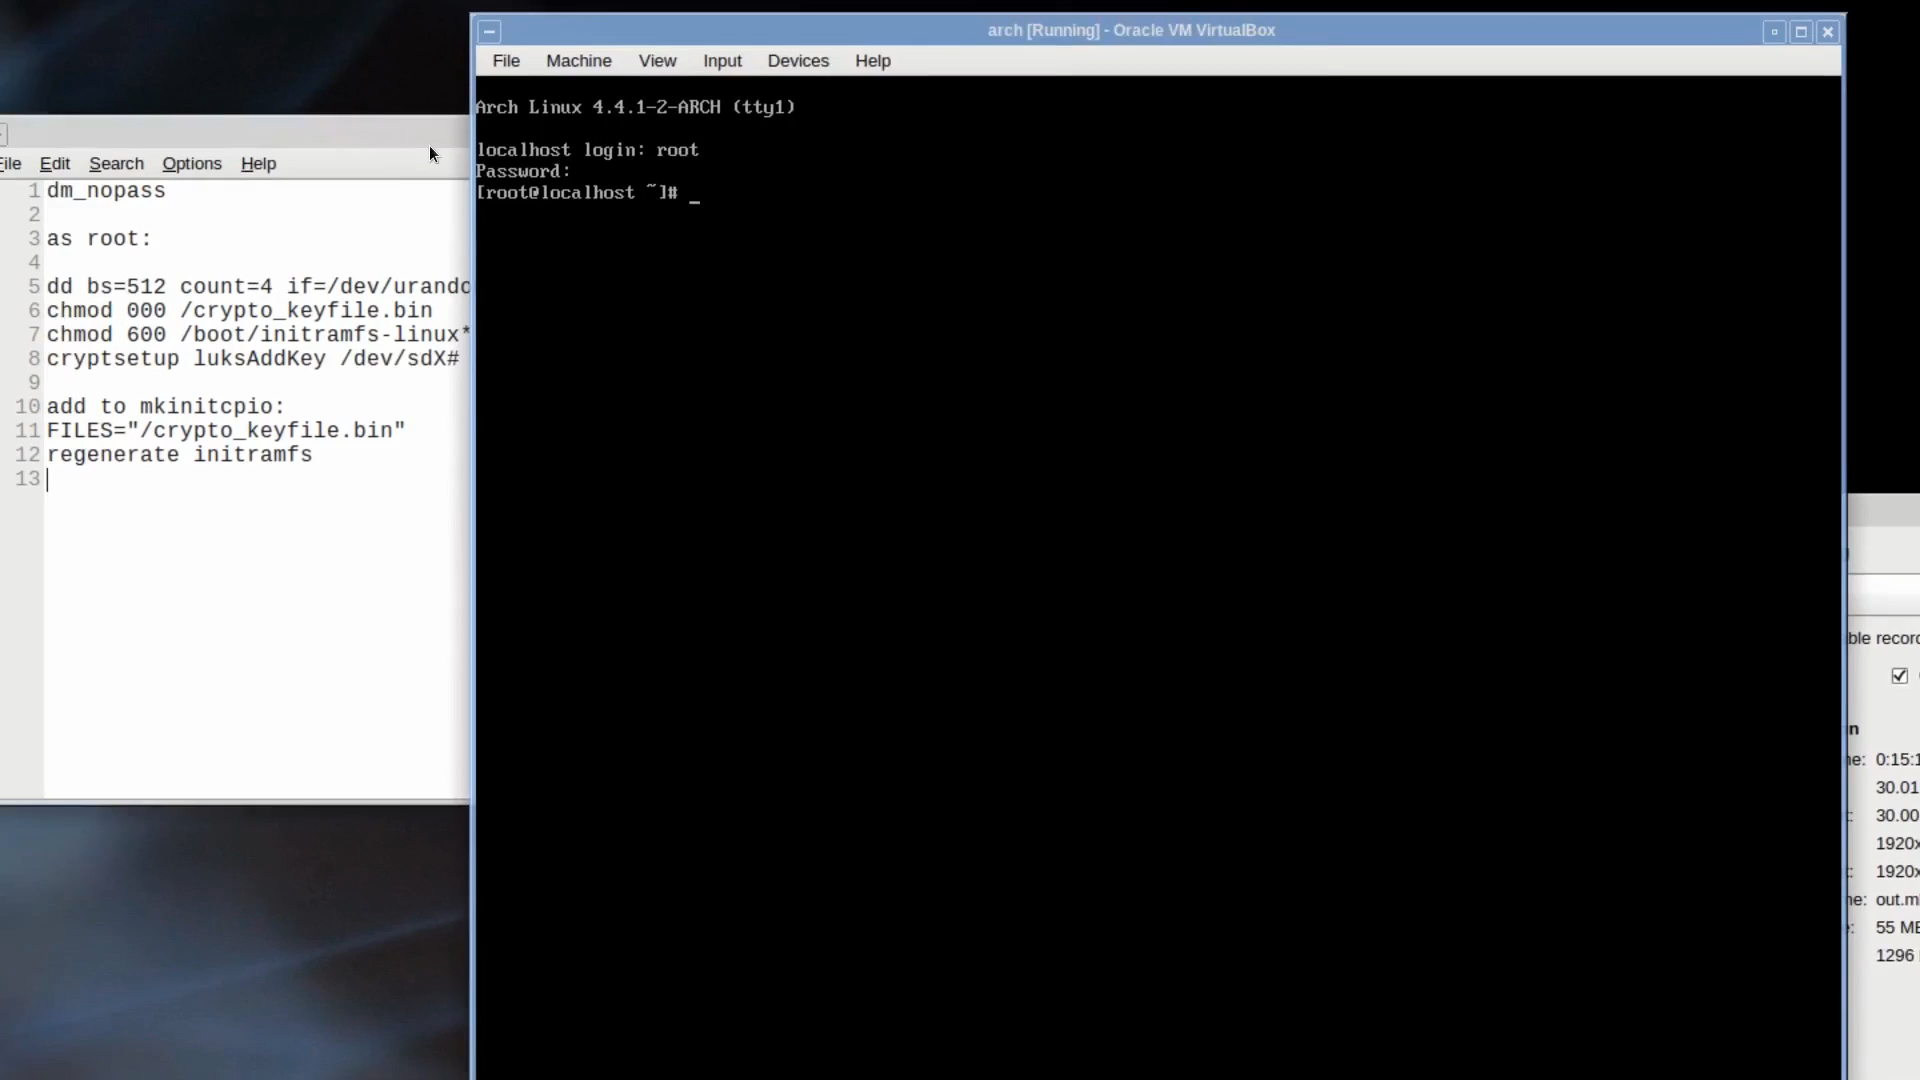 arch [Running] - Oracle VM VirtualBox
File Machine View Input Devices Help
Arch Linux 4.4.1-2-ARCH (tty1)
localhost login: root
Password:
[root@localhost ~]# _
File Edit Search Options Help
1 dm_nopass
2
3 as root:
4
5 dd bs=512 count=4 if=/dev/urando
6 chmod 000 /crypto_keyfile.bin
7 chmod 600 /boot/initramfs-linux*
8 cryptsetup luksAddKey /dev/sdX#
9
10 add to mkinitcpio:
11 FILES="/crypto_keyfile.bin"
12 regenerate initramfs
13
ble record
n
ne: 0:15:1
30.01
: 30.00
1920x
: 1920x
ne: out.m
: 55 ME
1296